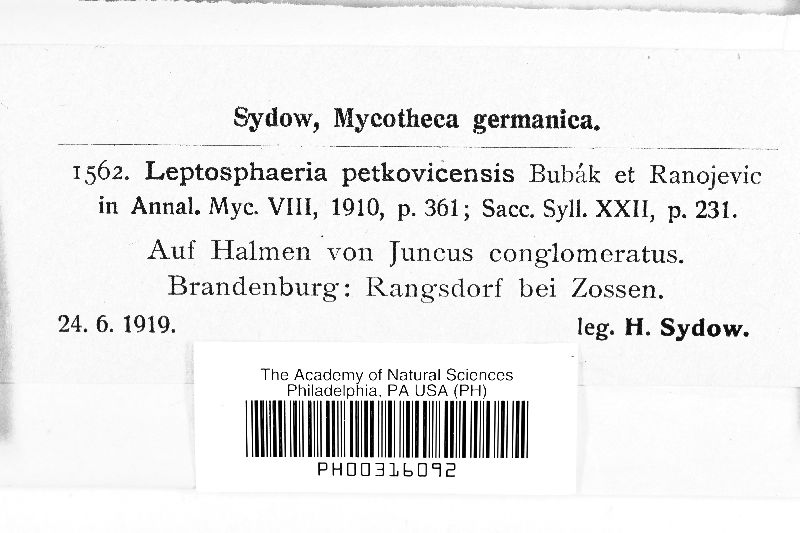 Sydow, Mycotheca germanica.
1562. Leptosphaeria petkovicensis Bubák et Ranojevic
in Annal. Myc. VIII, 1910, p. 361; Sacc. Syll. XXII, p. 231.
Auf Halmen von Juncus conglomeratus.
Brandenburg: Rangsdorf bei Zossen.
24. 6. 1919. leg. H. Sydow.
The Academy of Natural Sciences
Philadelphia, PA USA (PH)
PH00316092